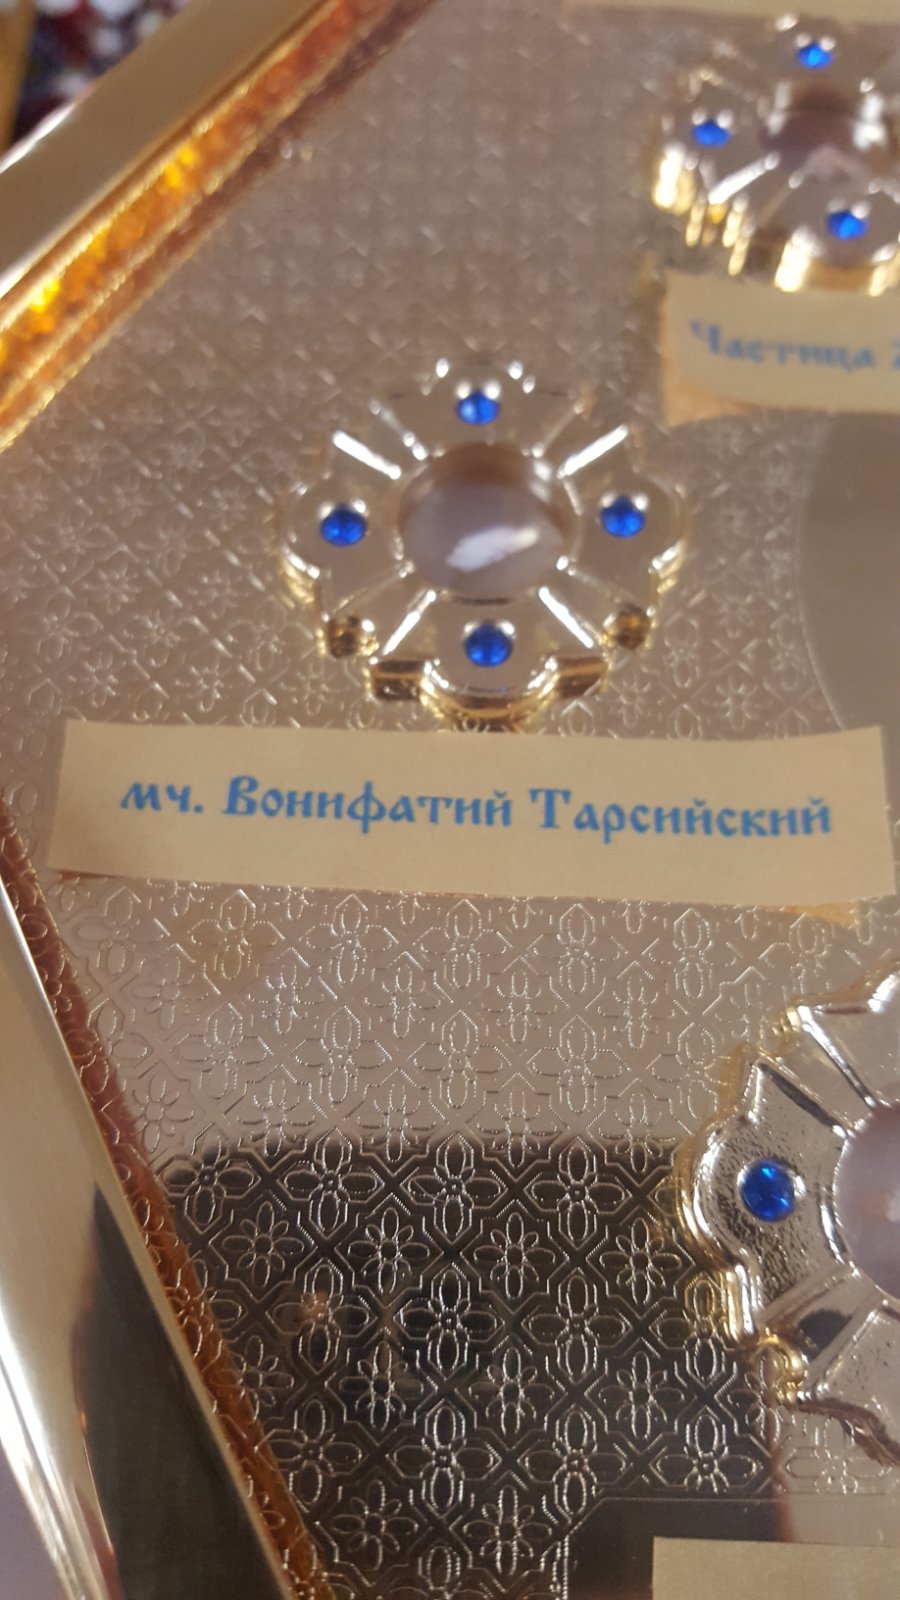 Частица
мч. Вонифатий Тарсийский